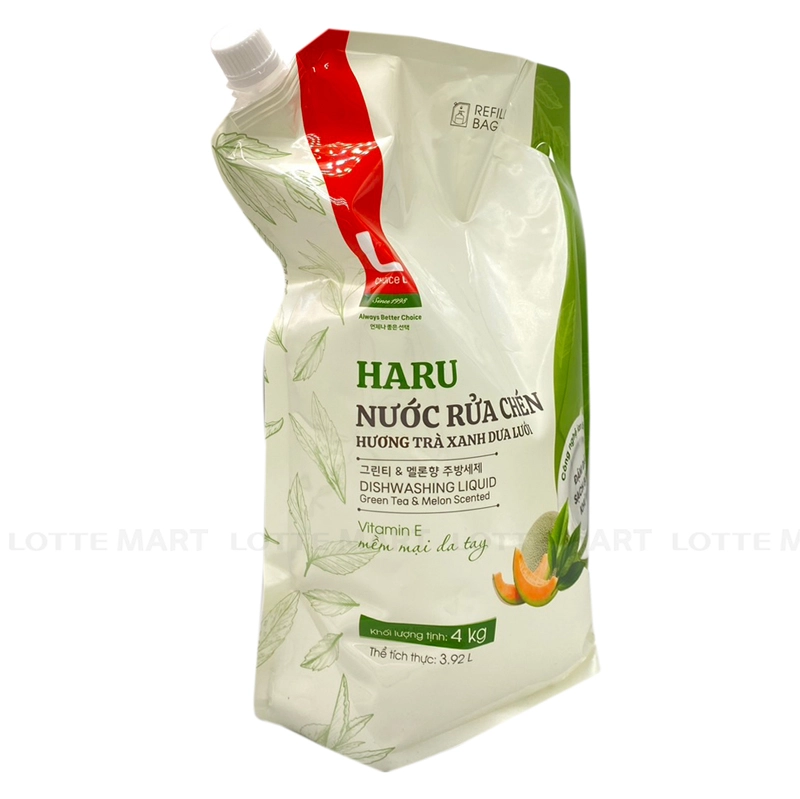 REFILL
BAG
L
CHOICE L
Since 1998
Always Better Choice
언제나 좋은 선택
HARU
NƯỚC RỬA CHÉN
HƯƠNG TRÀ XANH DƯA LƯỚI
그린티 & 멜론향 주방세제
DISHWASHING LIQUID
Green Tea & Melon Scented
Vitamin E
mềm mại da tay
Công nghệ
LOTTE MART LOTTE MART LOTTE MART LOTTE
Khối lượng tịnh: 4 kg
Thể tích thực: 3.92 L